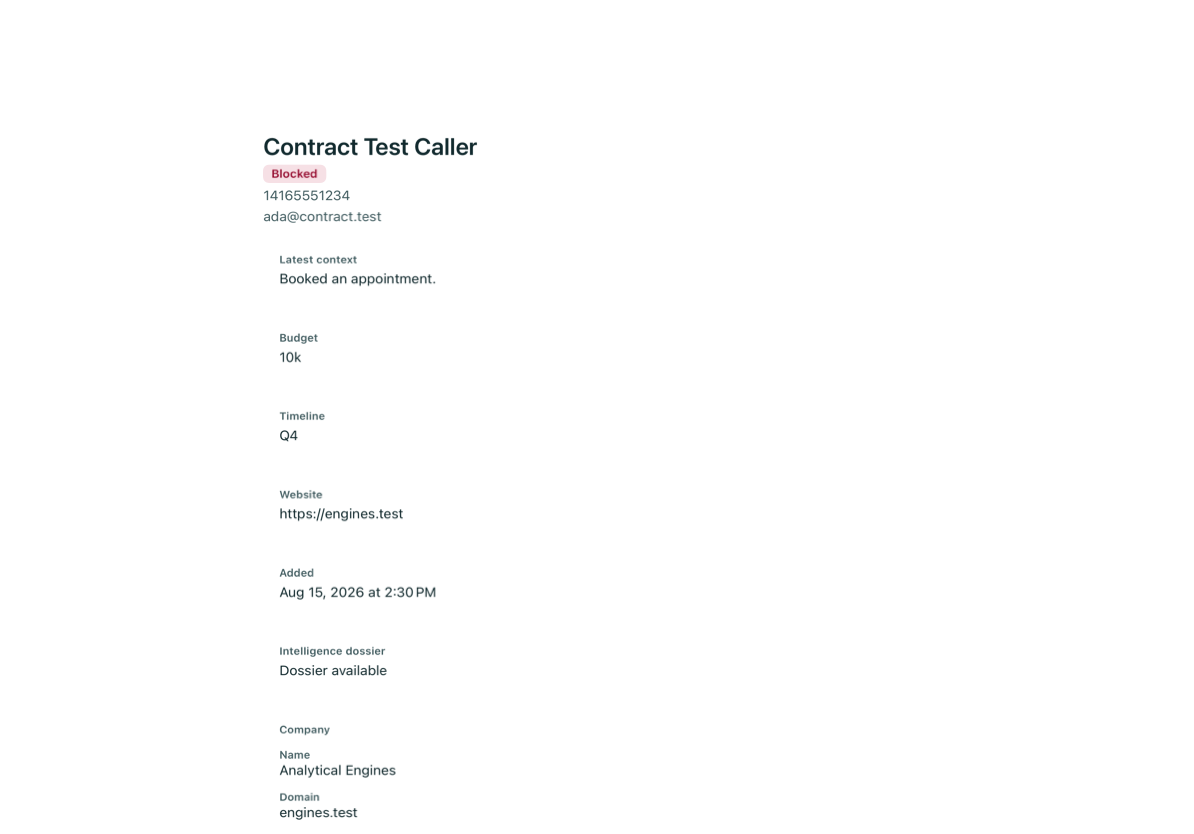 Contract Test Caller
Blocked
14165551234
ada@contract.test
Latest context
Booked an appointment.
Budget
10k
Timeline
Q4
Website
https://engines.test
Added
Aug 15, 2026 at 2:30 PM
Intelligence dossier
Dossier available
Company
Name
Analytical Engines
Domain
engines.test